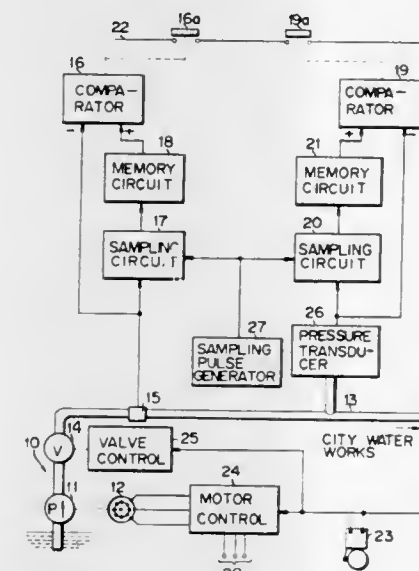 22
16a
19a
16
COMPA-
RATOR
- +
19
COMPA-
RATOR
+
18
MEMORY
CIRCUIT
21
MEMORY
CIRCUIT
17
SAMPLING
CIRCUIT
20
SAMPLING
CIRCUIT
27
SAMPLING
PULSE
GENERATOR
26
PRESSURE
TRANSDU-
CER
15
13
14
V
10
11
P
VALVE
CONTROL
25
CITY WATER
WORKS
12
24
MOTOR
CONTROL
23